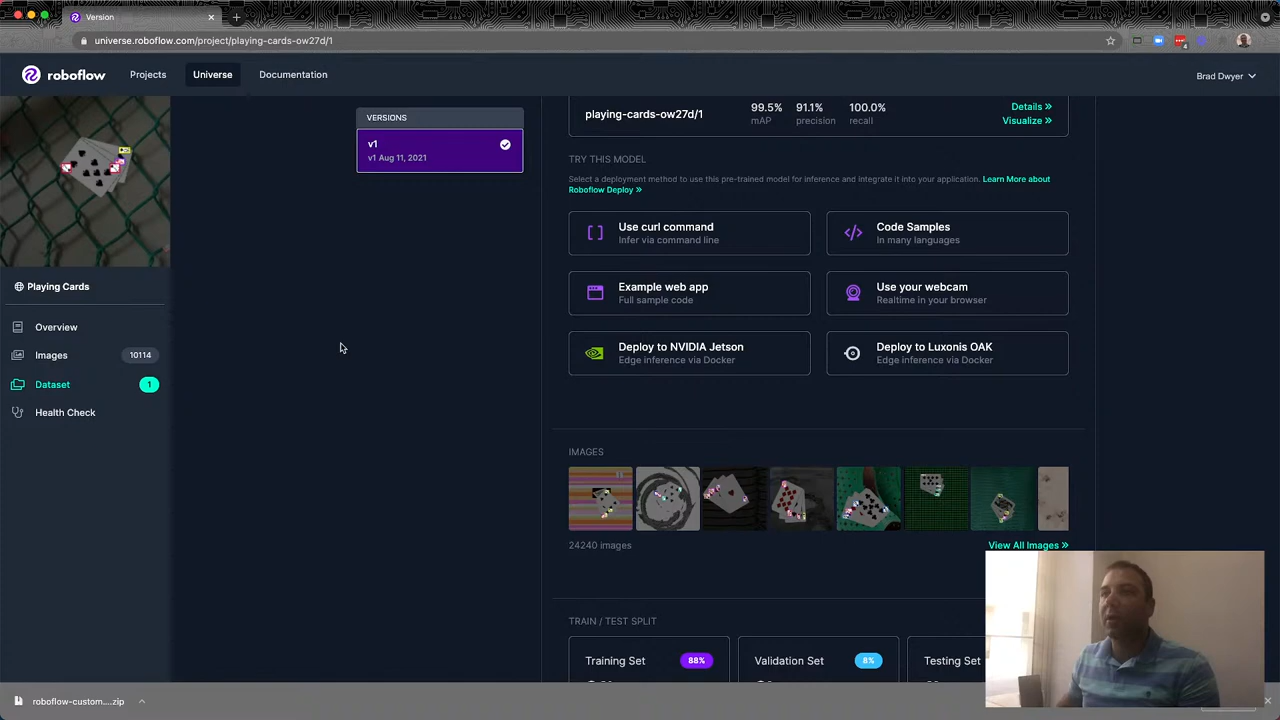 Version
universe.roboflow.com/project/playing-cards-ow27d/1
4
roboflow
Projects
Universe
Documentation
Brad Dwyer
VERSIONS
v1
v1 Aug 11, 2021
playing-cards-ow27d/1
99.5%
mAP
91.1%
precision
100.0%
recall
Details »
Visualize »
TRY THIS MODEL
Select a deployment method to use this pre-trained model for inference and integrate it into your application. Learn More about
Roboflow Deploy »
Use curl command
Infer via command line
Code Samples
In many languages
Example web app
Full sample code
Use your webcam
Realtime in your browser
Deploy to NVIDIA Jetson
Edge inference via Docker
Deploy to Luxonis OAK
Edge inference via Docker
Playing Cards
Overview
Images
10114
Dataset
1
Health Check
IMAGES
24240 images
View All Images »
TRAIN / TEST SPLIT
Training Set
88%
Validation Set
8%
Testing Set
roboflow-custom....zip